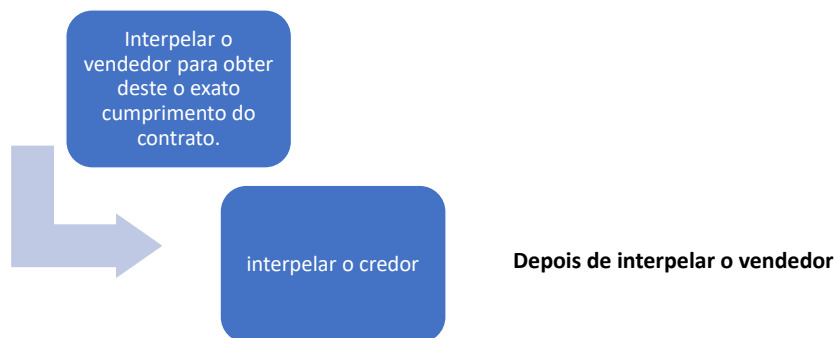 Interpelar o
vendedor para obter
deste o exato
cumprimento do
contrato.
interpelar o credor
Depois de interpelar o vendedor